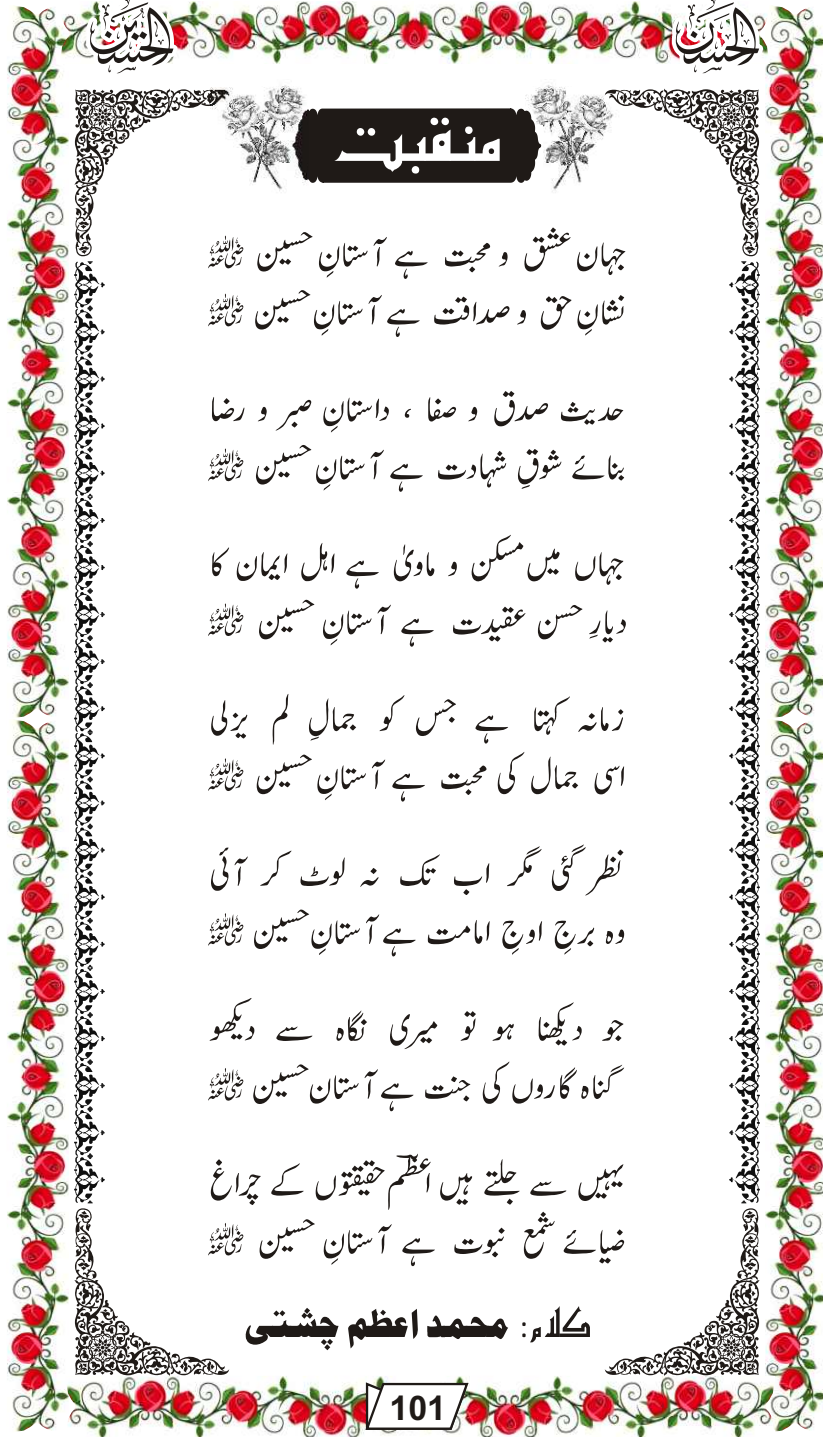 الحسین
الحسن
منقبت
جہان عشق و محبت ہے آستانِ حسین رضی اللہ عنہ
نشانِ حق و صداقت ہے آستانِ حسین رضی اللہ عنہ
حدیث صدق و صفا ، داستانِ صبر و رضا
بنائے شوقِ شہادت ہے آستانِ حسین رضی اللہ عنہ
جہاں میں مسکن و ماویٰ ہے اہل ایمان کا
دیارِ حسن عقیدت ہے آستانِ حسین رضی اللہ عنہ
زمانہ کہتا ہے جس کو جمالِ لم یزلی
اسی جمال کی محبت ہے آستانِ حسین رضی اللہ عنہ
نظر گئی مگر اب تک نہ لوٹ کر آئی
وہ برجِ اوجِ امامت ہے آستانِ حسین رضی اللہ عنہ
جو دیکھنا ہو تو میری نگاہ سے دیکھو
گناہ گاروں کی جنت ہے آستان حسین رضی اللہ عنہ
یہیں سے جلتے ہیں اعظؔم حقیقتوں کے چراغ
ضیائے شمع نبوت ہے آستانِ حسین رضی اللہ عنہ
کلام: محمد اعظم چشتی
101